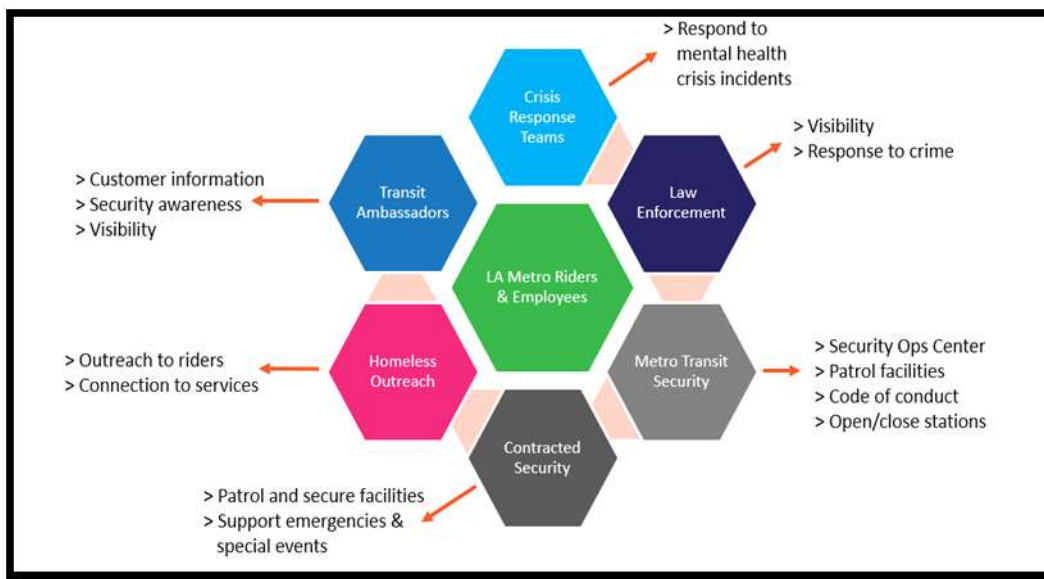 > Respond to
mental health
crisis incidents
Crisis
Response
Teams
> Visibility
> Response to crime
Law
Enforcement
> Customer information
> Security awareness
> Visibility
Transit
Ambassadors
LA Metro Riders
& Employees
> Outreach to riders
> Connection to services
Homeless
Outreach
Metro Transit
Security
> Security Ops Center
> Patrol facilities
> Code of conduct
> Open/close stations
Contracted
Security
> Patrol and secure facilities
> Support emergencies &
special events